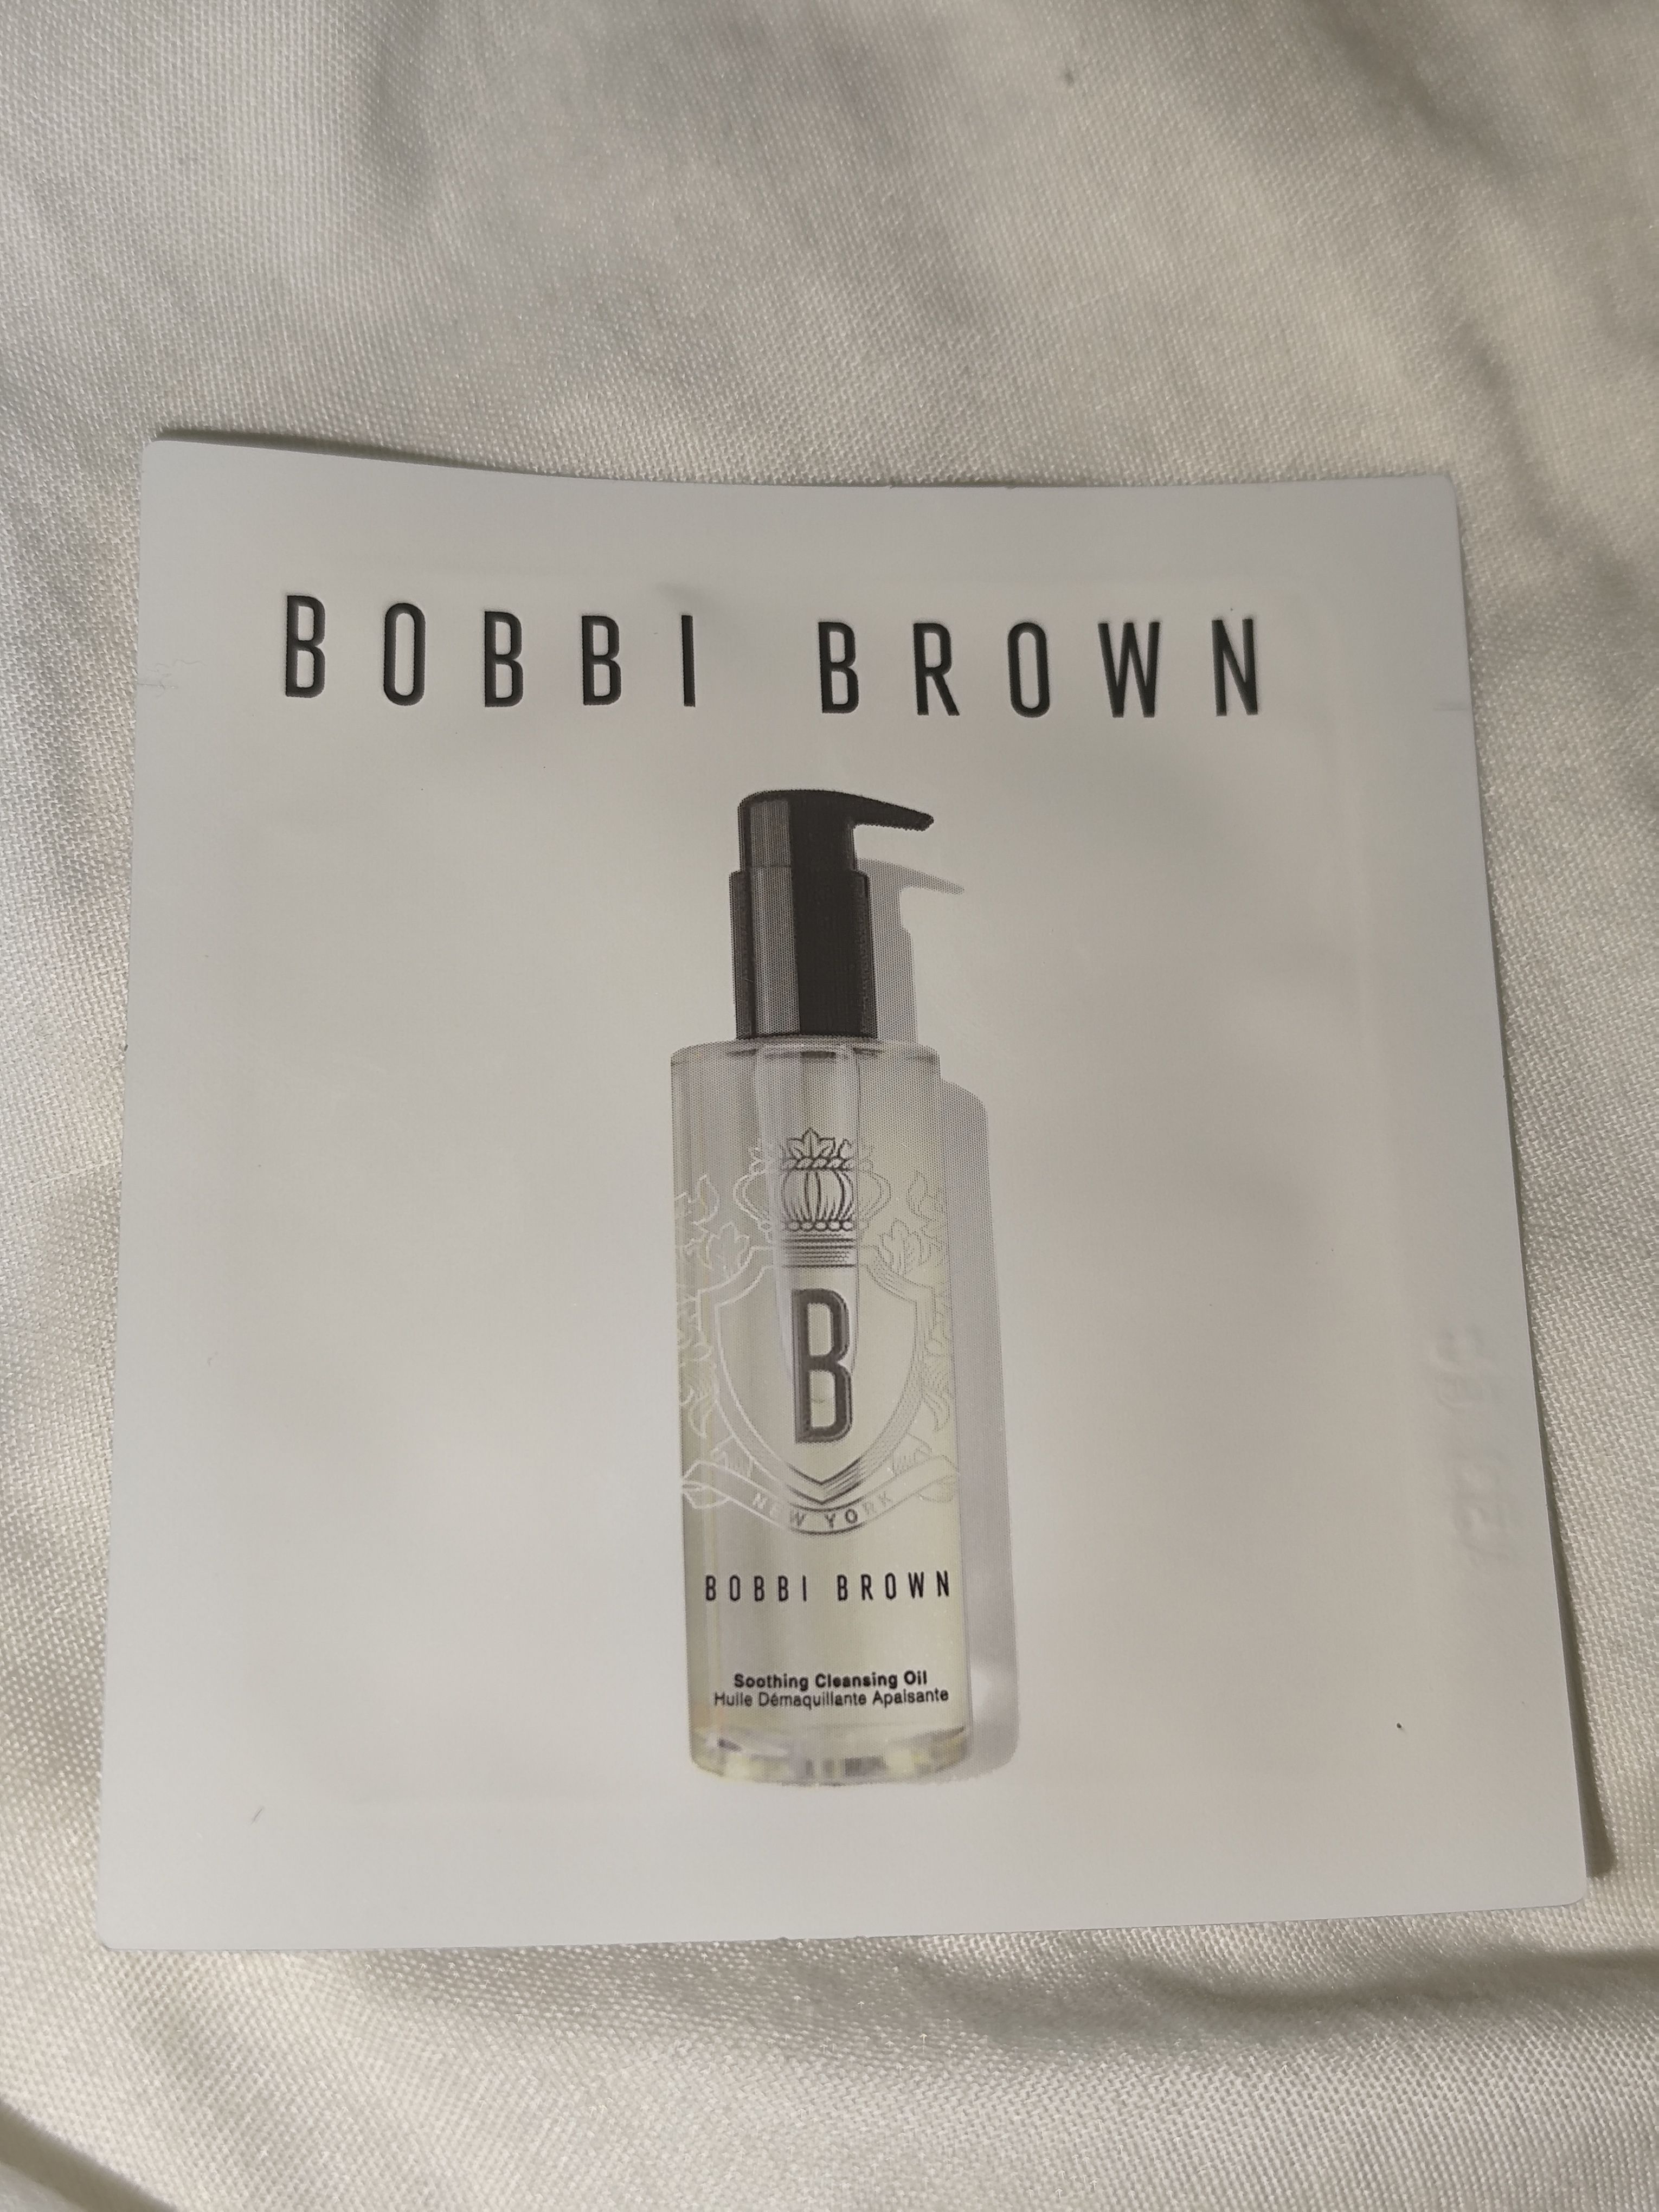 BOBBI BROWN
B
NEW YORK
BOBBI BROWN
Soothing Cleansing Oil
Huile Démaquillante Apaisante